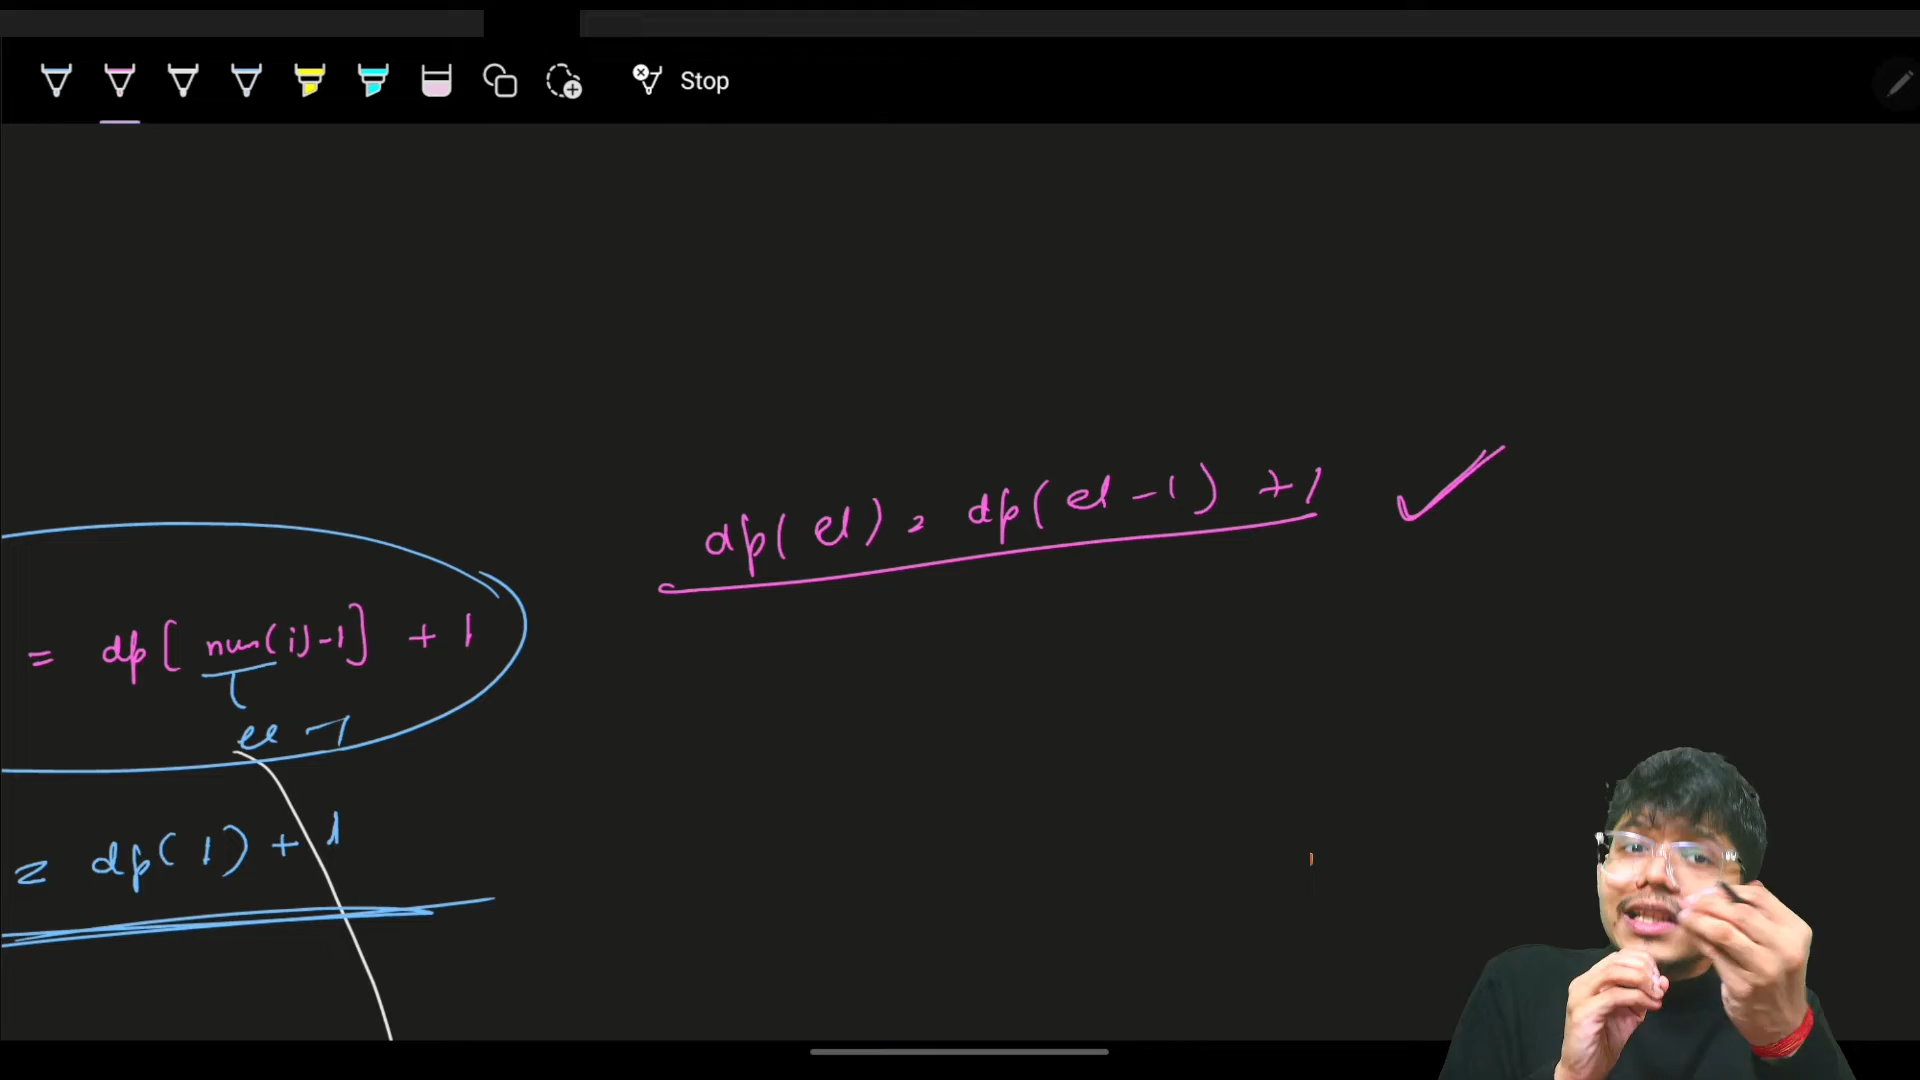 Stop
dp(el) = dp(el-1) +1
= dp[num(i)-1] + 1
el -1
= dp(1) + 1